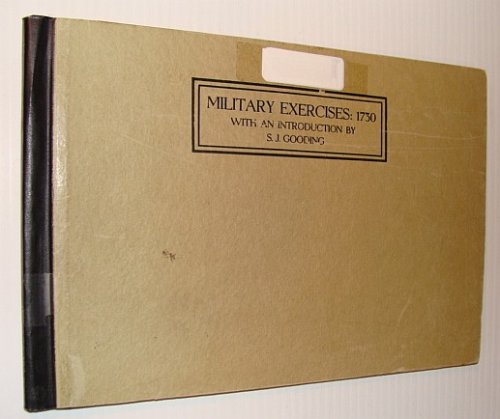 MILITARY EXERCISES: 1730
WITH AN INTRODUCTION BY
S. J. GOODING